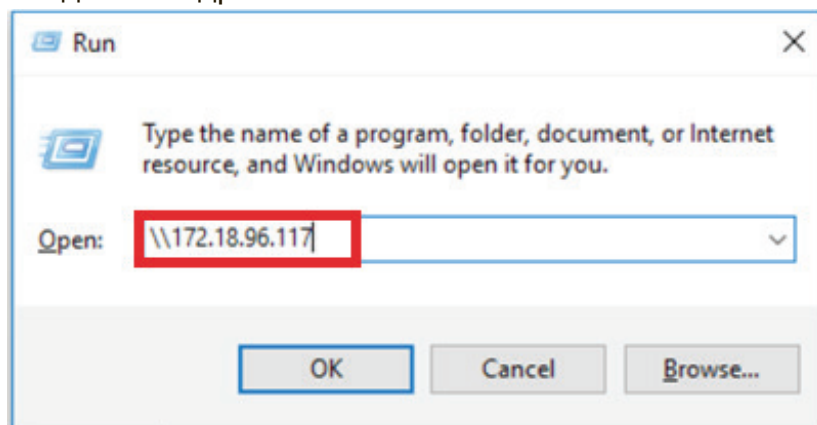 Run
Type the name of a program, folder, document, or Internet
resource, and Windows will open it for you.
Open: \\172.18.96.117
OK Cancel Browse...